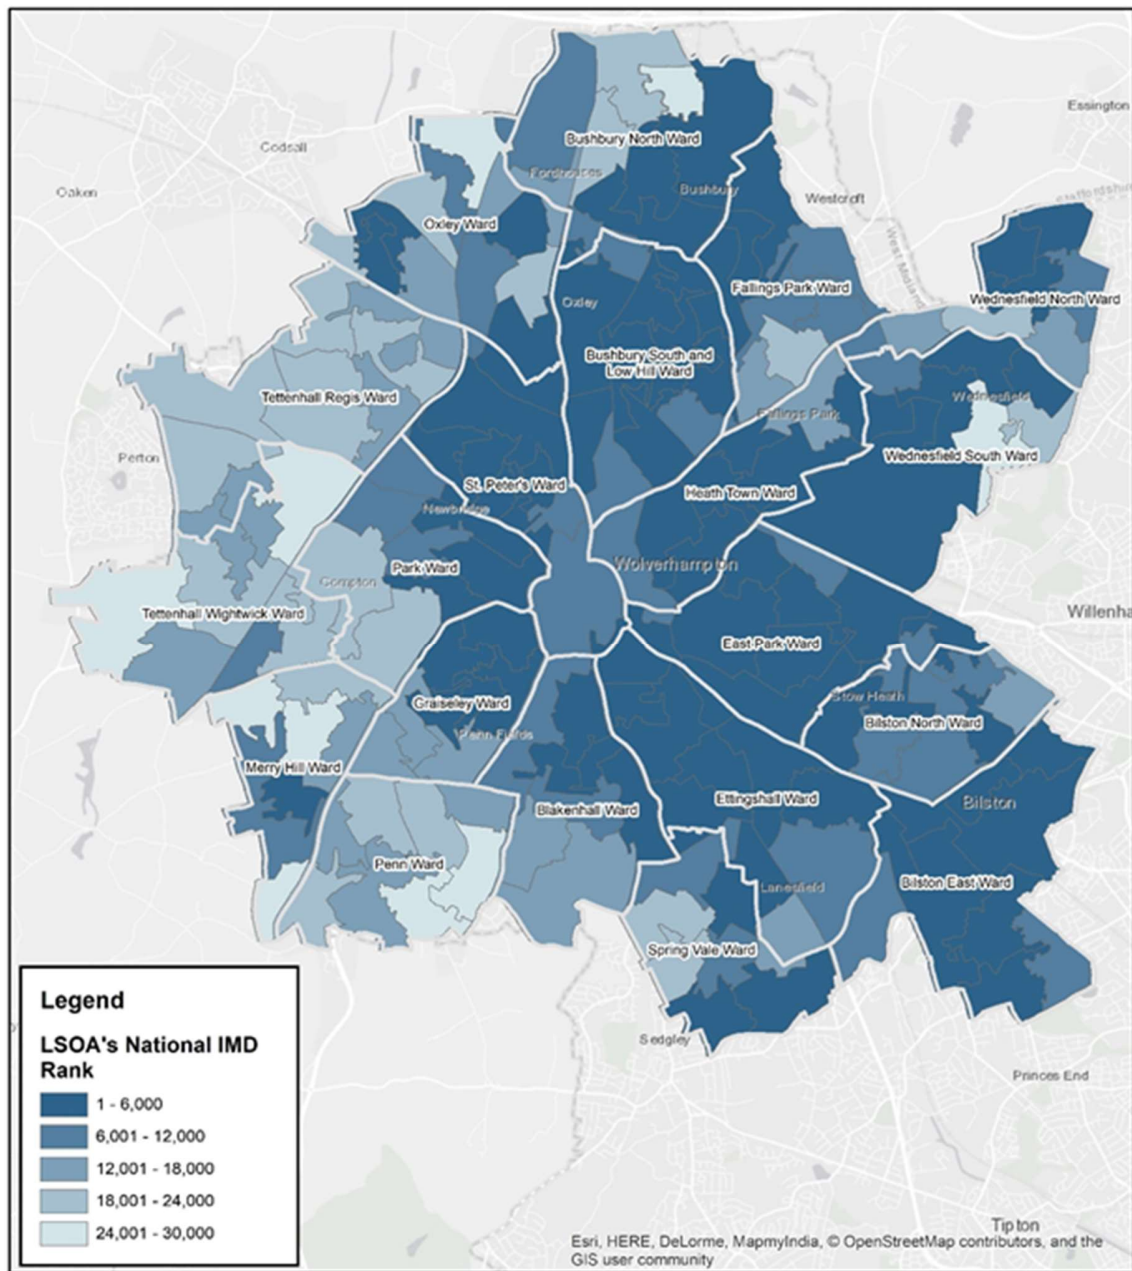 Essington
Codsall
Bushbury North Ward
Fordhouses
Oaken
Bushbury
Westcroft
Oxley Ward
West Midland
Fallings Park Ward
Wednesfield North Ward
Oxley
Bushbury South and
Low Hill Ward
Tettenhall Regis Ward
Wednesfield
Fallings Park
Perton
Wednesfield South Ward
St. Peter's Ward
Heath Town Ward
Newbridge
Wolverhampton
Park Ward
Compton
Tettenhall Wightwick Ward
Willenha
East Park Ward
Stow Heath
Graiseley Ward
Bilston North Ward
Penn Fields
Merry Hill Ward
Ettingshall Ward
Bilston
Blakenhall Ward
Penn Ward
Lanesfield
Bilston East Ward
Spring Vale Ward
Sedgley
Princes End
Tipton
Legend
LSOA's National IMD
Rank
1 - 6,000
6,001 - 12,000
12,001 - 18,000
18,001 - 24,000
24,001 - 30,000
Esri, HERE, DeLorme, MapmyIndia, © OpenStreetMap contributors, and the
GIS user community